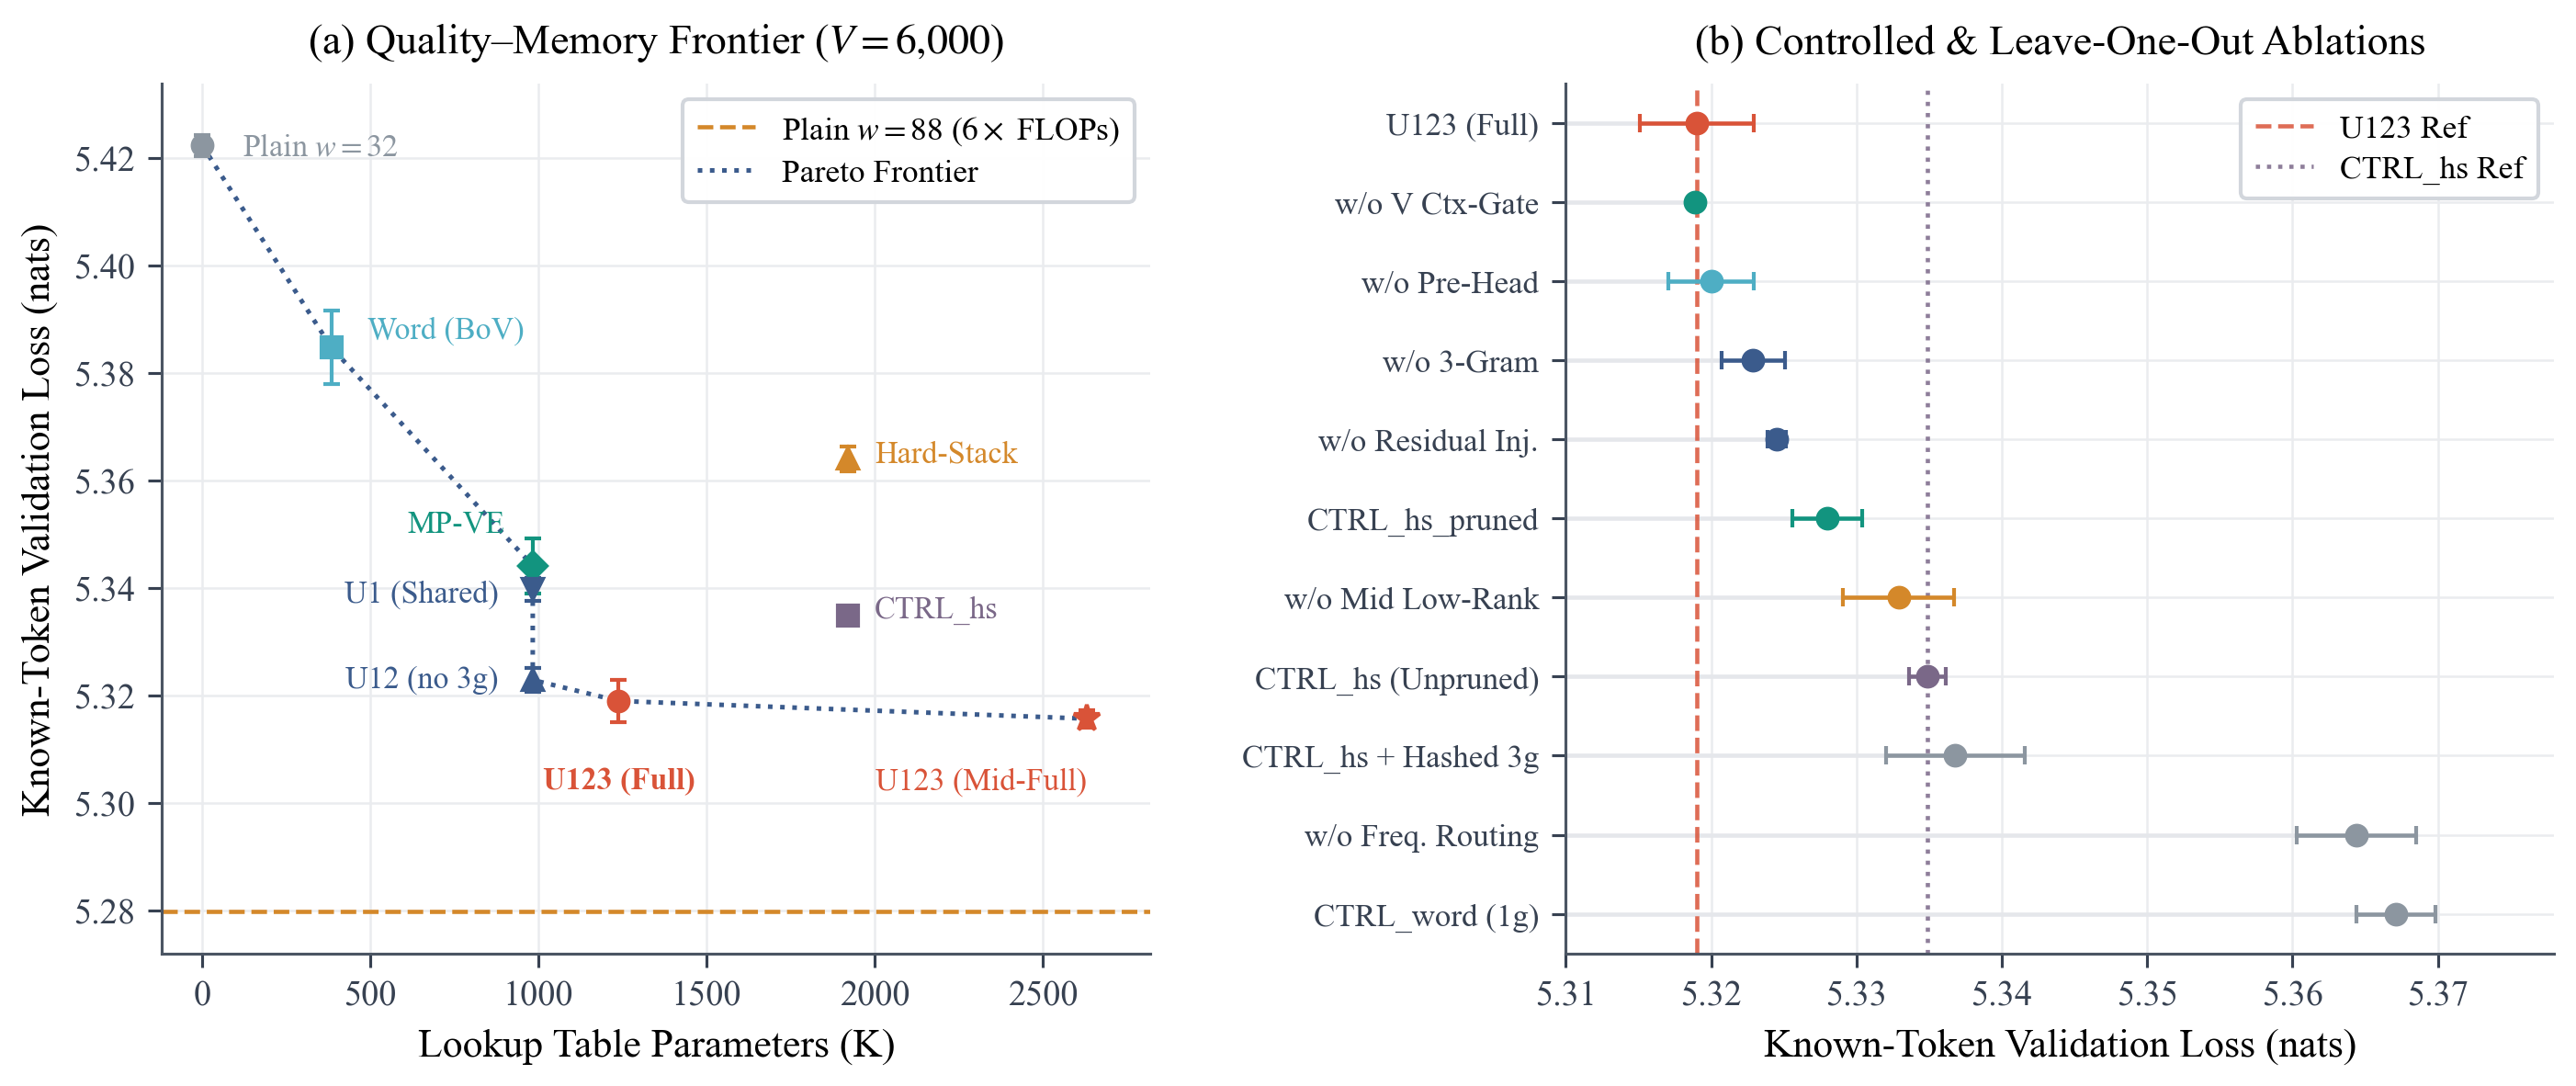 (a) Quality–Memory Frontier (V = 6,000)
Known-Token Validation Loss (nats)
5.42
5.40
5.38
5.36
5.34
5.32
5.30
5.28
Plain w = 88 (6× FLOPs)
Pareto Frontier
Plain w = 32
Word (BoV)
Hard-Stack
MP-VE
U1 (Shared)
CTRL_hs
U12 (no 3g)
U123 (Full)
U123 (Mid-Full)
0
500
1000
1500
2000
2500
Lookup Table Parameters (K)
(b) Controlled & Leave-One-Out Ablations
U123 Ref
CTRL_hs Ref
U123 (Full)
w/o V Ctx-Gate
w/o Pre-Head
w/o 3-Gram
w/o Residual Inj.
CTRL_hs_pruned
w/o Mid Low-Rank
CTRL_hs (Unpruned)
CTRL_hs + Hashed 3g
w/o Freq. Routing
CTRL_word (1g)
5.31
5.32
5.33
5.34
5.35
5.36
5.37
Known-Token Validation Loss (nats)